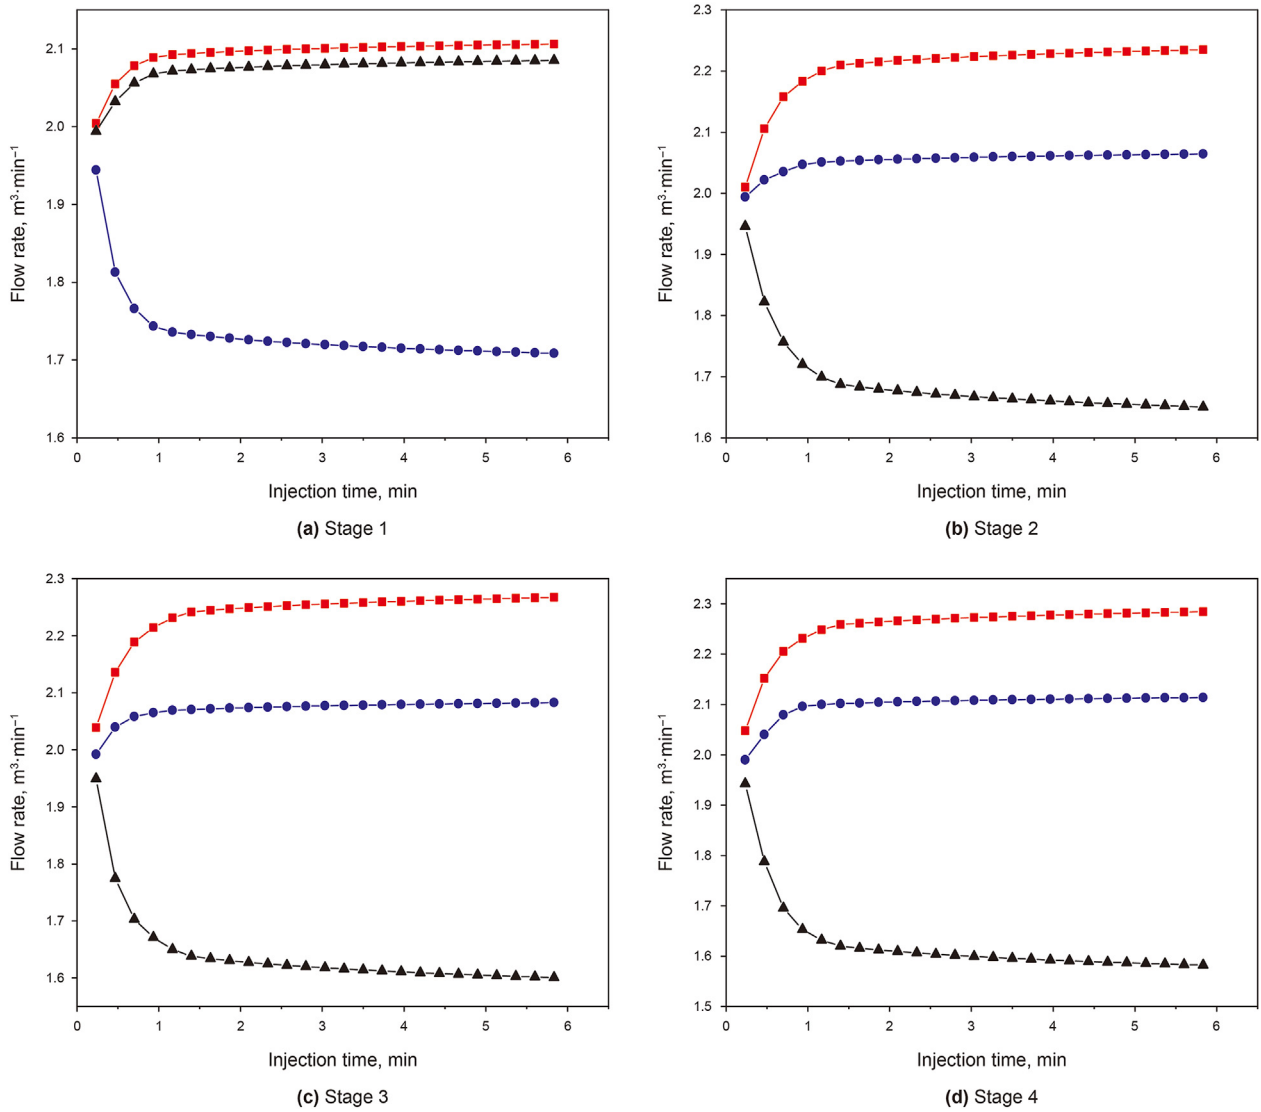 2.1
2.0
1.9
1.8
1.7
1.6
0 1 2 3 4 5 6
Flow rate, m³·min⁻¹
Injection time, min
(a) Stage 1
2.3
2.2
2.1
2.0
1.9
1.8
1.7
1.6
0 1 2 3 4 5 6
Flow rate, m³·min⁻¹
Injection time, min
(b) Stage 2
2.3
2.2
2.1
2.0
1.9
1.8
1.7
1.6
0 1 2 3 4 5 6
Flow rate, m³·min⁻¹
Injection time, min
(c) Stage 3
2.3
2.2
2.1
2.0
1.9
1.8
1.7
1.6
1.5
0 1 2 3 4 5 6
Flow rate, m³·min⁻¹
Injection time, min
(d) Stage 4